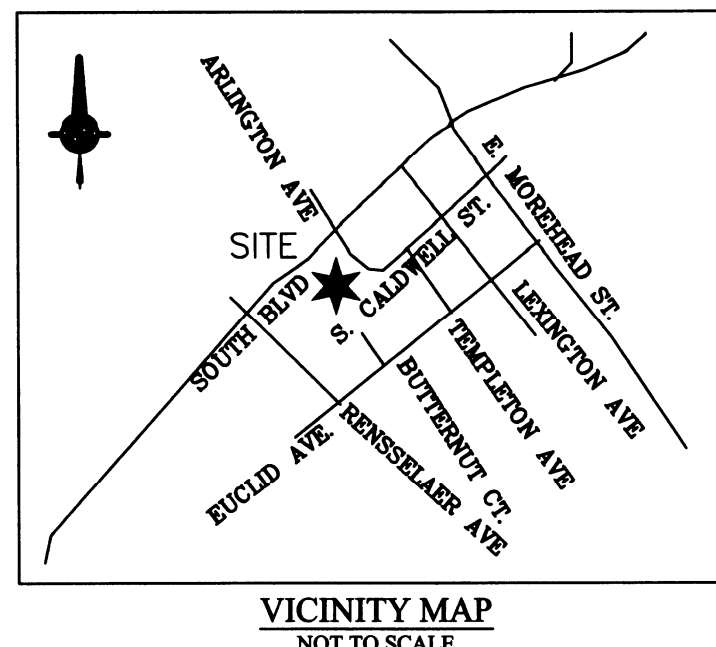 ARLINGTON AVE
E. MOREHEAD ST.
SITE
S. CALDWELL ST.
SOUTH BLVD
LEXINGTON AVE
TEMPLETON AVE
BUTTERNUT CT.
RENSSELAER AVE
EUCLID AVE.
VICINITY MAP
NOT TO SCALE